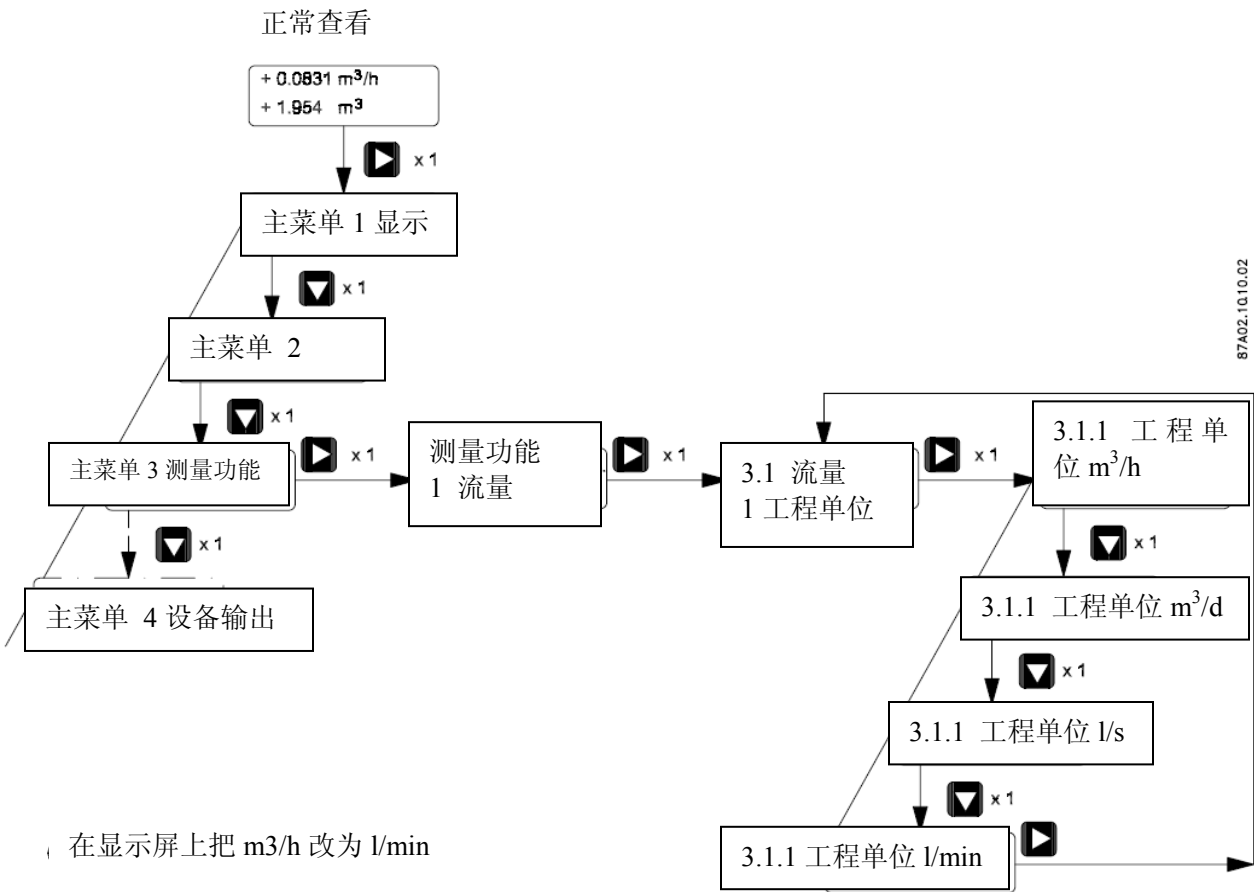 正常查看
+ 0.0831 m³/h
+ 1.954 m³
x 1
主菜单 1 显示
x 1
主菜单 2
x 1
主菜单 3 测量功能
x 1
测量功能
1 流量
x 1
3.1 流量
1 工程单位
x 1
3.1.1 工程单
位 m³/h
x 1
主菜单 4 设备输出
x 1
3.1.1 工程单位 m³/d
x 1
3.1.1 工程单位 l/s
x 1
3.1.1 工程单位 l/min
在显示屏上把 m3/h 改为 l/min
87A02.10.10.02